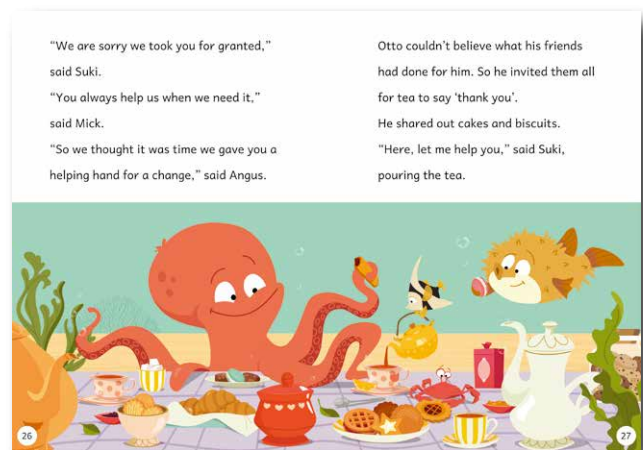 “We are sorry we took you for granted,”
said Suki.
“You always help us when we need it,”
said Mick.
“So we thought it was time we gave you a
helping hand for a change,” said Angus.
Otto couldn’t believe what his friends
had done for him. So he invited them all
for tea to say ‘thank you’.
He shared out cakes and biscuits.
“Here, let me help you,” said Suki,
pouring the tea.
26
27